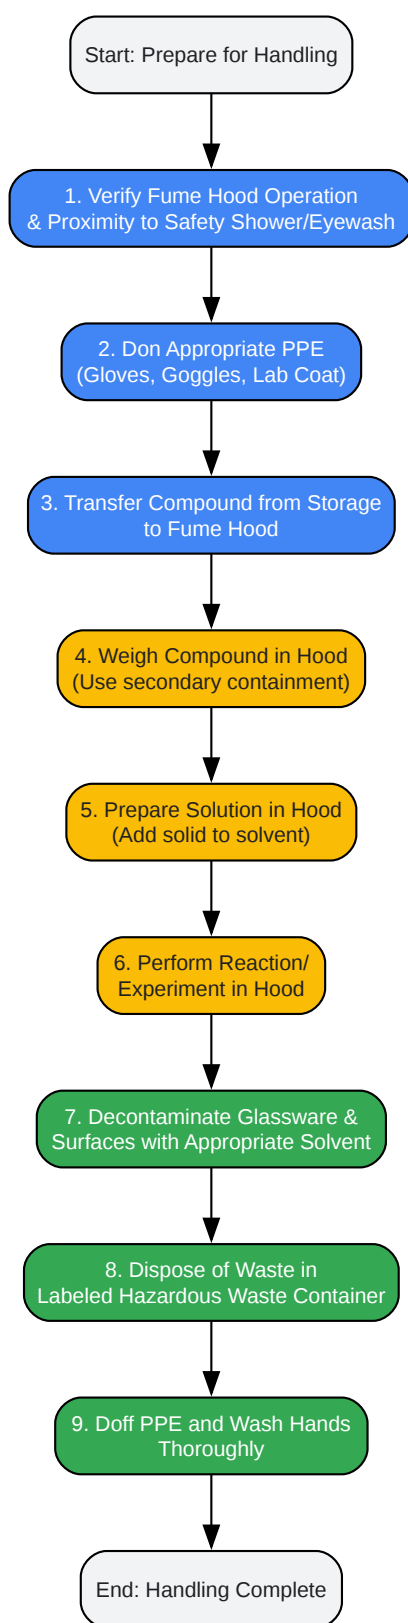 Start: Prepare for Handling
1. Verify Fume Hood Operation
& Proximity to Safety Shower/Eyewash
2. Don Appropriate PPE
(Gloves, Goggles, Lab Coat)
3. Transfer Compound from Storage
to Fume Hood
4. Weigh Compound in Hood
(Use secondary containment)
5. Prepare Solution in Hood
(Add solid to solvent)
6. Perform Reaction/
Experiment in Hood
7. Decontaminate Glassware &
Surfaces with Appropriate Solvent
8. Dispose of Waste in
Labeled Hazardous Waste Container
9. Doff PPE and Wash Hands
Thoroughly
End: Handling Complete